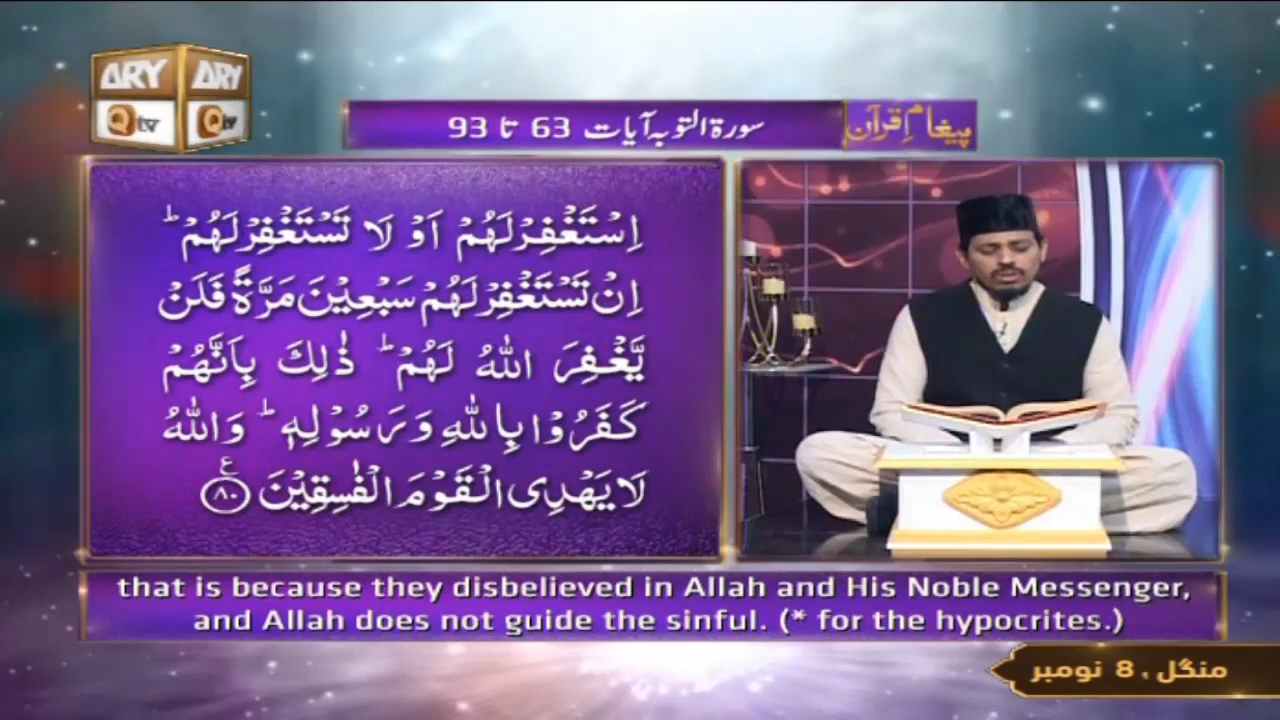 ARY ARY
Qtv Qtv
پیغامِ قرآن
سورۃ التوبہ آیات 63 تا 93
اِسْتَغْفِرْ لَهُمْ اَوْ لَا تَسْتَغْفِرْ لَهُمْ ؕ
اِنْ تَسْتَغْفِرْ لَهُمْ سَبْعِیْنَ مَرَّةً فَلَنْ
یَّغْفِرَ اللّٰهُ لَهُمْ ؕ ذٰلِكَ بِاَنَّهُمْ
كَفَرُوْا بِاللّٰهِ وَ رَسُوْلِهٖ ؕ وَ اللّٰهُ
لَا یَهْدِی الْقَوْمَ الْفٰسِقِیْنَ ﴿۸۰﴾ ع
that is because they disbelieved in Allah and His Noble Messenger,
and Allah does not guide the sinful. (* for the hypocrites.)
منگل ، 8 نومبر